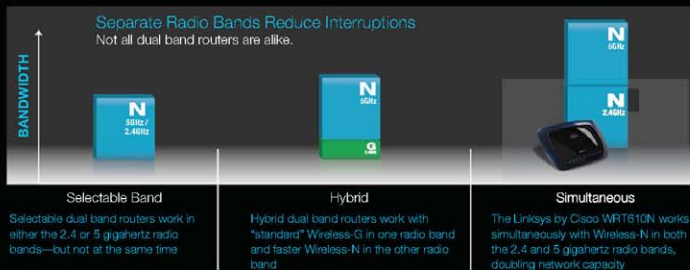 Separate Radio Bands Reduce Interruptions
Not all dual band routers are alike.
BANDWIDTH
N
5GHz /
2.4GHz
N
5GHz
G
N
5GHz
N
2.4GHz
Selectable Band
Selectable dual band routers work in
either the 2.4 or 5 gigahertz radio
bands—but not at the same time
Hybrid
Hybrid dual band routers work with
"standard" Wireless-G in one radio band
and faster Wireless-N in the other radio
band
Simultaneous
The Linksys by Cisco WRT610N works
simultaneously with Wireless-N in both
the 2.4 and 5 gigahertz radio bands,
doubling network capacity